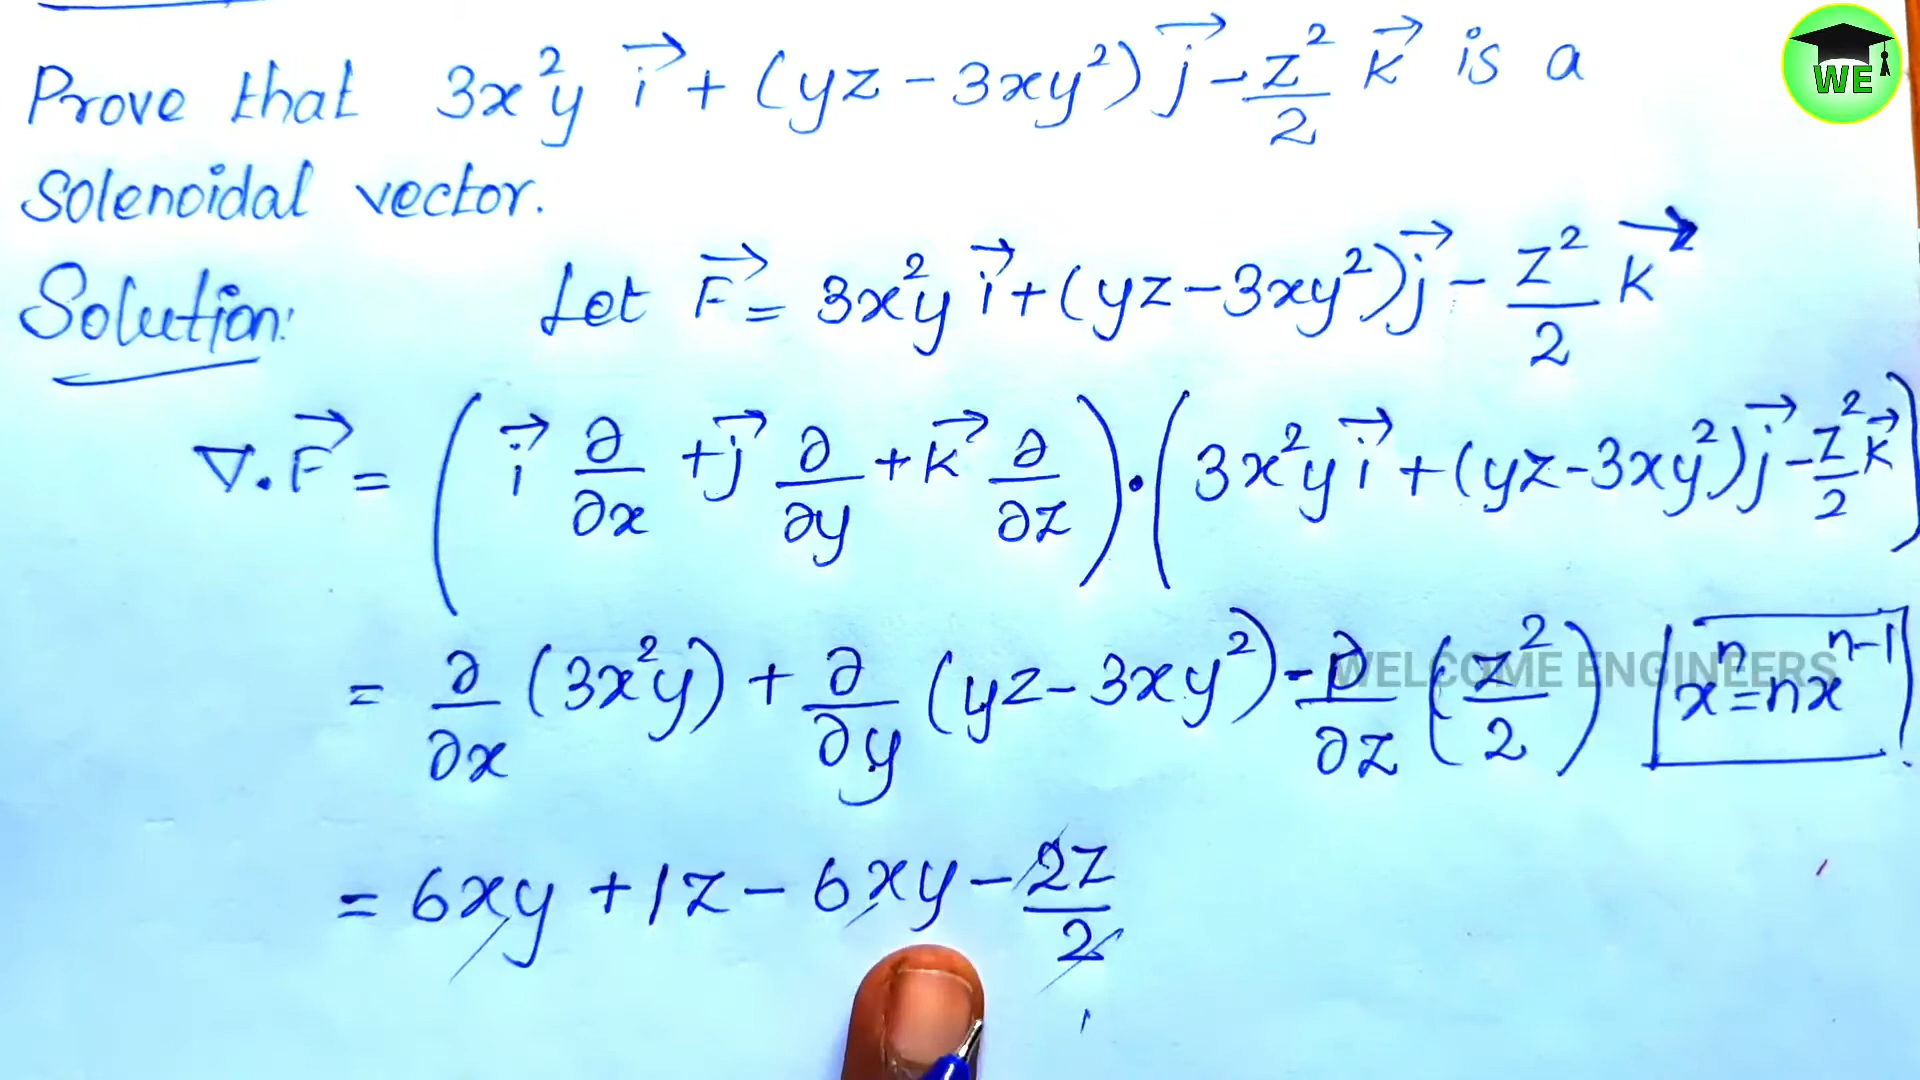 WE
Prove that 3x²y i⃗ + (yz - 3xy²) j⃗ - z²/2 k⃗ is a
solenoidal vector.
Solution: Let F⃗ = 3x²y i⃗ + (yz - 3xy²) j⃗ - z²/2 k⃗
∇. F⃗ = ( i⃗ ∂/∂x + j⃗ ∂/∂y + k⃗ ∂/∂z ) . ( 3x²y i⃗ + (yz - 3xy²) j⃗ - z²/2 k⃗ )
= ∂/∂x (3x²y) + ∂/∂y (yz - 3xy²) - ∂/∂z (z²/2) xⁿ = nxⁿ⁻¹
WELCOME ENGINEERS
= 6xy + 1z - 6xy - 2z/2